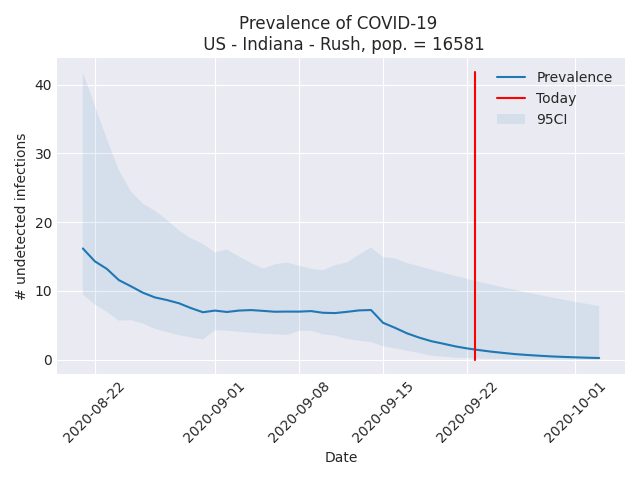 Prevalence of COVID-19
US - Indiana - Rush, pop. = 16581
Prevalence
Today
95CI
# undetected infections
40
30
20
10
0
2020-08-22
2020-09-01
2020-09-08
2020-09-15
2020-09-22
2020-10-01
Date